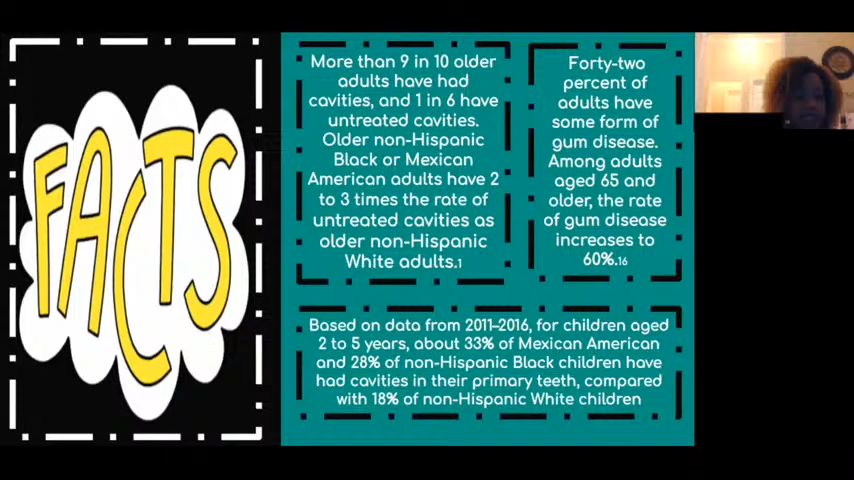 FACTS
More than 9 in 10 older
adults have had
cavities, and 1 in 6 have
untreated cavities.
Older non-Hispanic
Black or Mexican
American adults have 2
to 3 times the rate of
untreated cavities as
older non-Hispanic
White adults.1
Forty-two
percent of
adults have
some form of
gum disease.
Among adults
aged 65 and
older, the rate
of gum disease
increases to
60%.16
Based on data from 2011–2016, for children aged
2 to 5 years, about 33% of Mexican American
and 28% of non-Hispanic Black children have
had cavities in their primary teeth, compared
with 18% of non-Hispanic White children